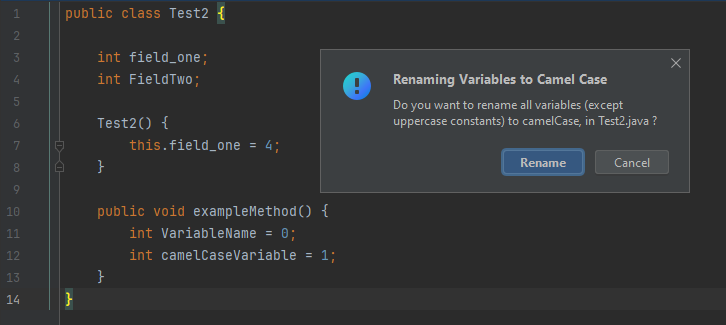 1 public class Test2 {
2
3 int field_one;
4 int FieldTwo;
5
6 Test2() {
7 this.field_one = 4;
8 }
9
10 public void exampleMethod() {
11 int VariableName = 0;
12 int camelCaseVariable = 1;
13 }
14 }
Renaming Variables to Camel Case
Do you want to rename all variables (except
uppercase constants) to camelCase, in Test2.java ?
Rename Cancel